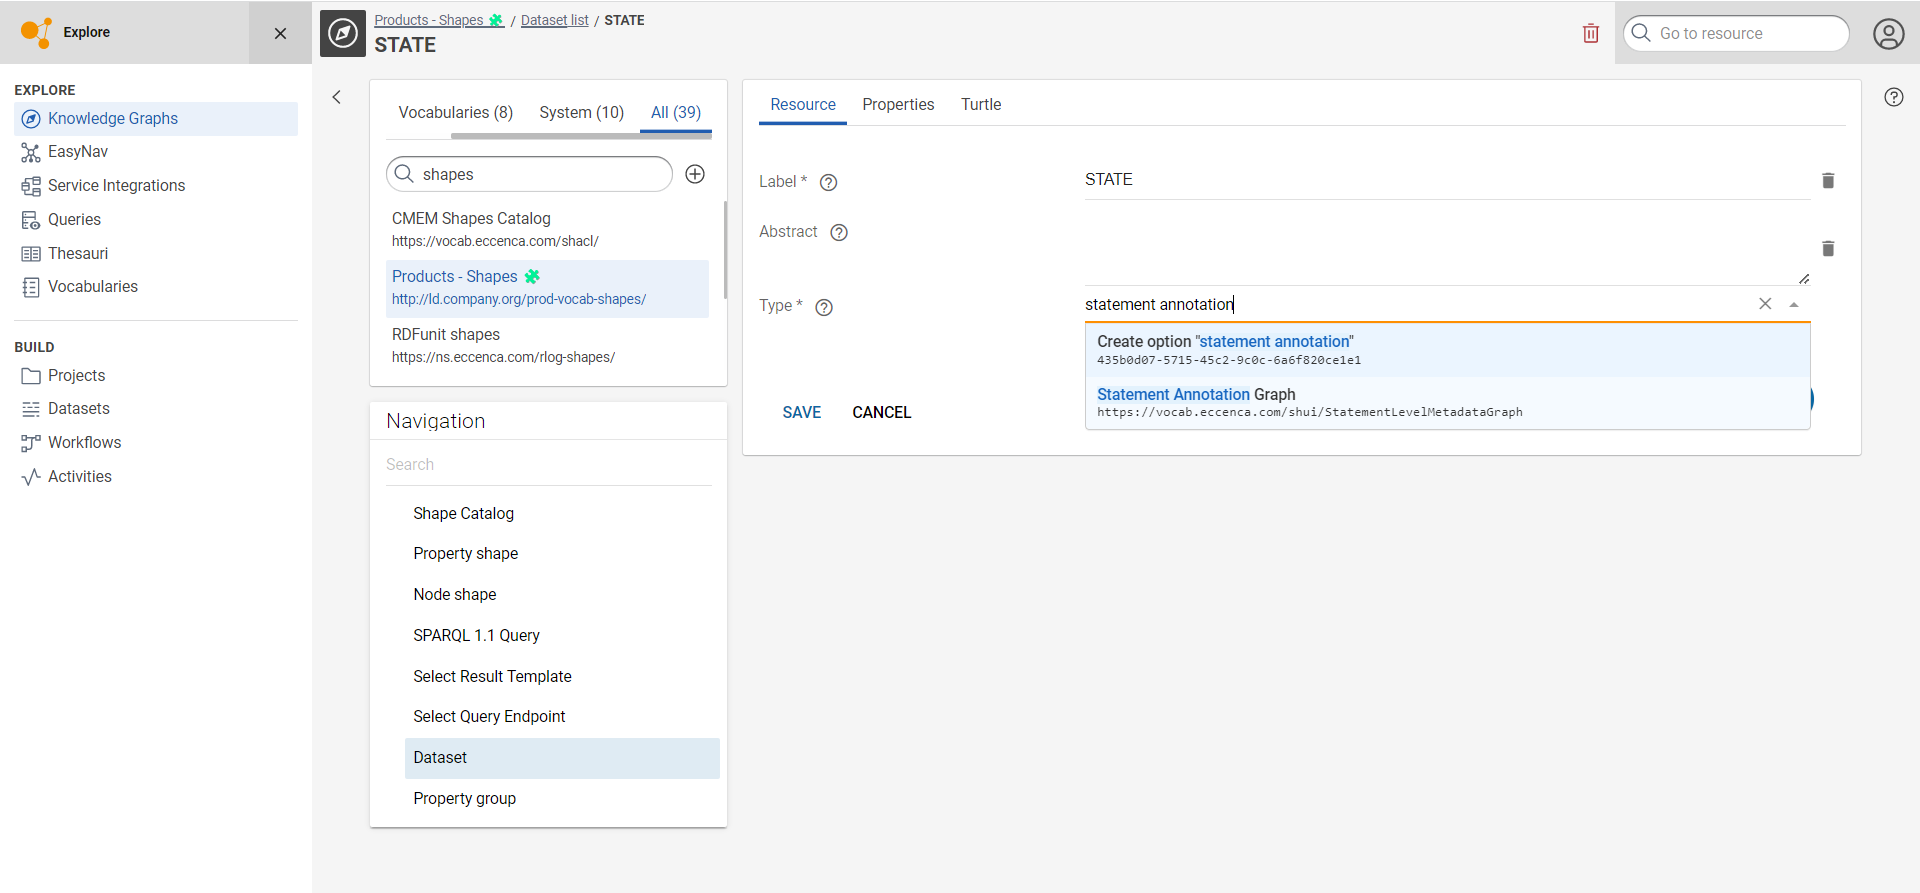 Explore
EXPLORE
Knowledge Graphs
EasyNav
Service Integrations
Queries
Thesauri
Vocabularies
BUILD
Projects
Datasets
Workflows
Activities
Products - Shapes / Dataset list / STATE
STATE
Go to resource
Vocabularies (8) System (10) All (39)
shapes
CMEM Shapes Catalog
https://vocab.eccenca.com/shacl/
Products - Shapes
http://ld.company.org/prod-vocab-shapes/
RDFunit shapes
https://ns.eccenca.com/rlog-shapes/
Navigation
Search
Shape Catalog
Property shape
Node shape
SPARQL 1.1 Query
Select Result Template
Select Query Endpoint
Dataset
Property group
Resource Properties Turtle
Label * STATE
Abstract
Type * statement annotation
Create option "statement annotation"
435b0d07-5715-45c2-9c0c-6a6f820ce1e1
Statement Annotation Graph
https://vocab.eccenca.com/shui/StatementLevelMetadataGraph
SAVE CANCEL